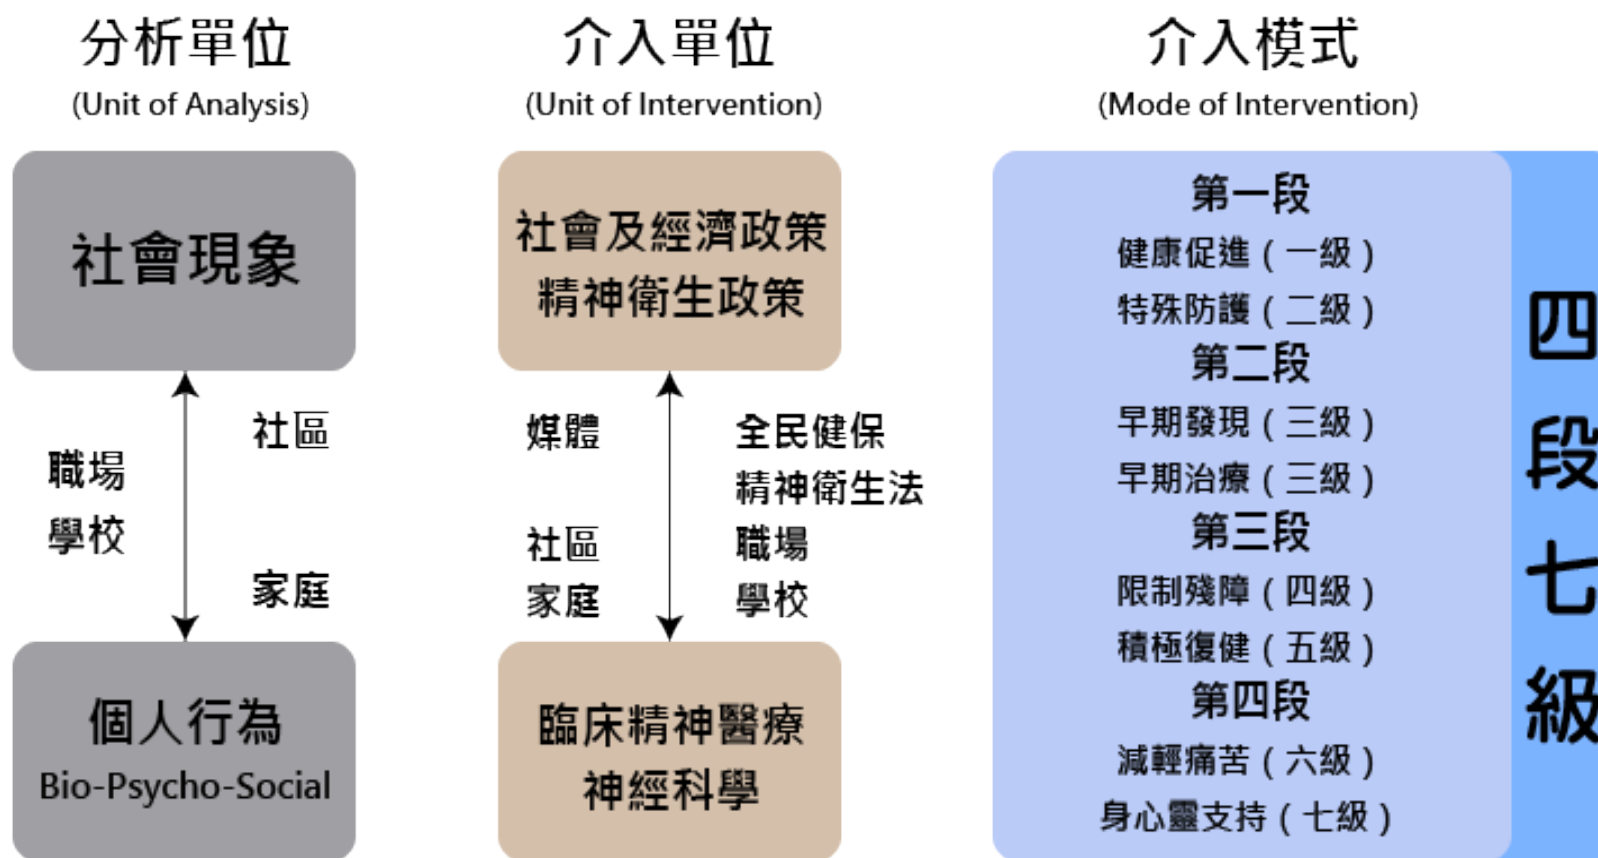 分析單位
(Unit of Analysis)
社會現象
社區
職場
學校
家庭
個人行為
Bio-Psycho-Social
介入單位
(Unit of Intervention)
社會及經濟政策
精神衛生政策
媒體
社區
家庭
全民健保
精神衛生法
職場
學校
臨床精神醫療
神經科學
介入模式
(Mode of Intervention)
第一段
健康促進（一級）
特殊防護（二級）
第二段
早期發現（三級）
早期治療（三級）
第三段
限制殘障（四級）
積極復健（五級）
第四段
減輕痛苦（六級）
身心靈支持（七級）
四段七級